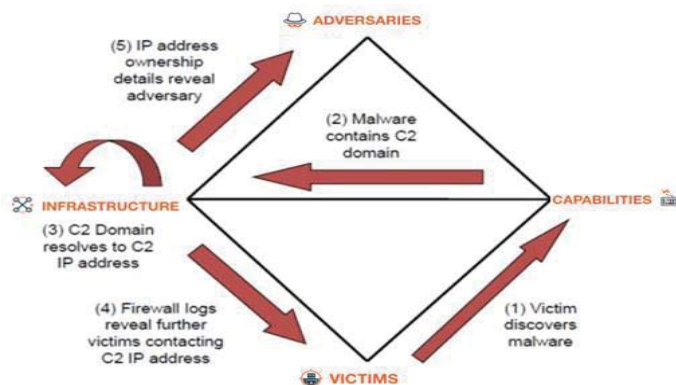 ADVERSARIES
(5) IP address
ownership
details reveal
adversary
(2) Malware
contains C2
domain
INFRASTRUCTURE
CAPABILITIES
(3) C2 Domain
resolves to C2
IP address
(4) Firewall logs
reveal further
victims contacting
C2 IP address
(1) Victim
discovers
malware
VICTIMS